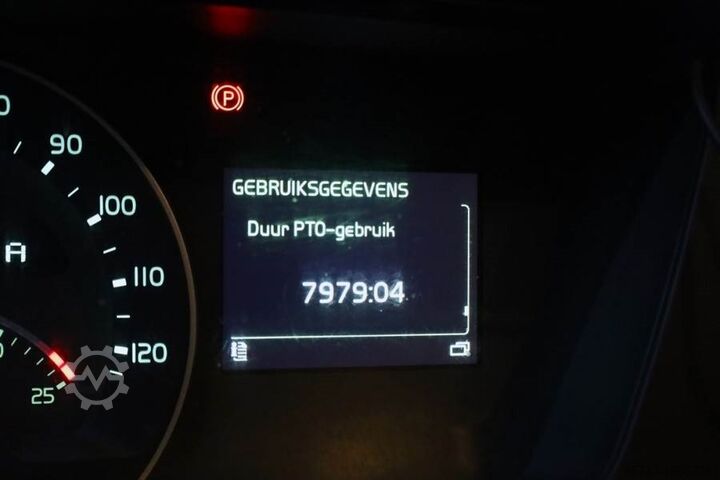 P
90
100
A
110
120
25
GEBRUIKSGEGEVENS
Duur PTO-gebruik
7979:04